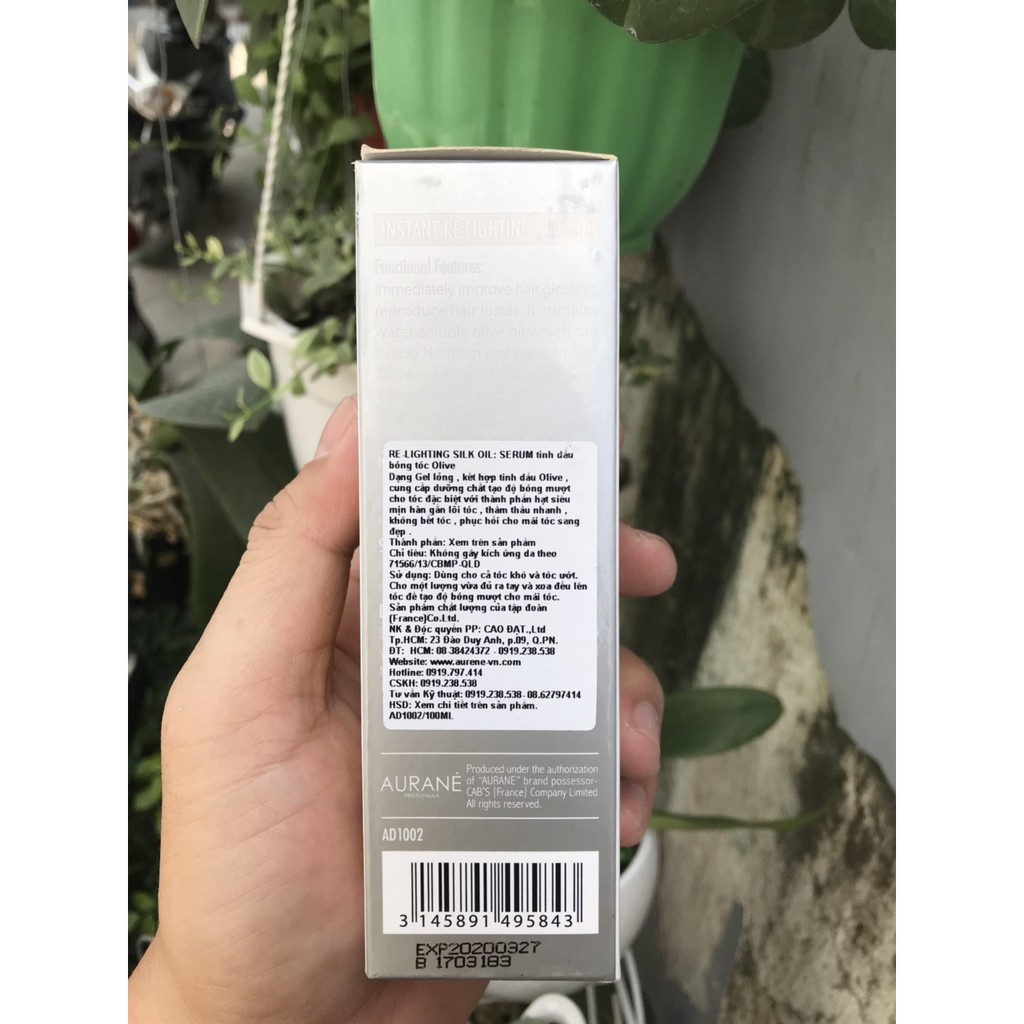 INSTANT RE LIGHTING
Functional Features:
Immediately improve hair glossing,
reproduce hair luster. It contains
water-soluble olive oil which can
supply Nutrition and
RE-LIGHTING SILK OIL: SERUM tinh dầu
bóng tóc Olive
Dạng Gel lỏng , kết hợp tinh dầu Olive ,
cung cấp dưỡng chất tạo độ bóng mượt
cho tóc đặc biệt với thành phần hạt siêu
mịn hàn gắn lõi tóc , thẩm thấu nhanh ,
không bết tóc , phục hồi cho mái tóc sang
đẹp .
Thành phần: Xem trên sản phẩm
Chỉ tiêu: Không gây kích ứng da theo
71566/13/CBMP-QLD
Sử dụng: Dùng cho cả tóc khô và tóc ướt.
Cho một lượng vừa đủ ra tay và xoa đều lên
tóc để tạo độ bóng mượt cho mái tóc.
Sản phẩm chất lượng của tập đoàn
(France)Co.Ltd.
NK & Độc quyền PP: CAO ĐẠT.,Ltd
Tp.HCM: 23 Đào Duy Anh, p.09, Q.PN.
ĐT: HCM: 08-38424372 - 0919.238.538
Website: www.aurene-vn.com
Hotline: 0919.797.414
CSKH: 0919.238.538
Tư vấn Kỹ thuật: 0919.238.538- 08.62797414
HSD: Xem chi tiết trên sản phẩm.
AD1002/100ML
AURANÉ
Produced under the authorization
of "AURANE" brand possessor-
CAB'S [France] Company Limited
All rights reserved.
AD1002
3 145891 495843
EXP20200327
B 1703183